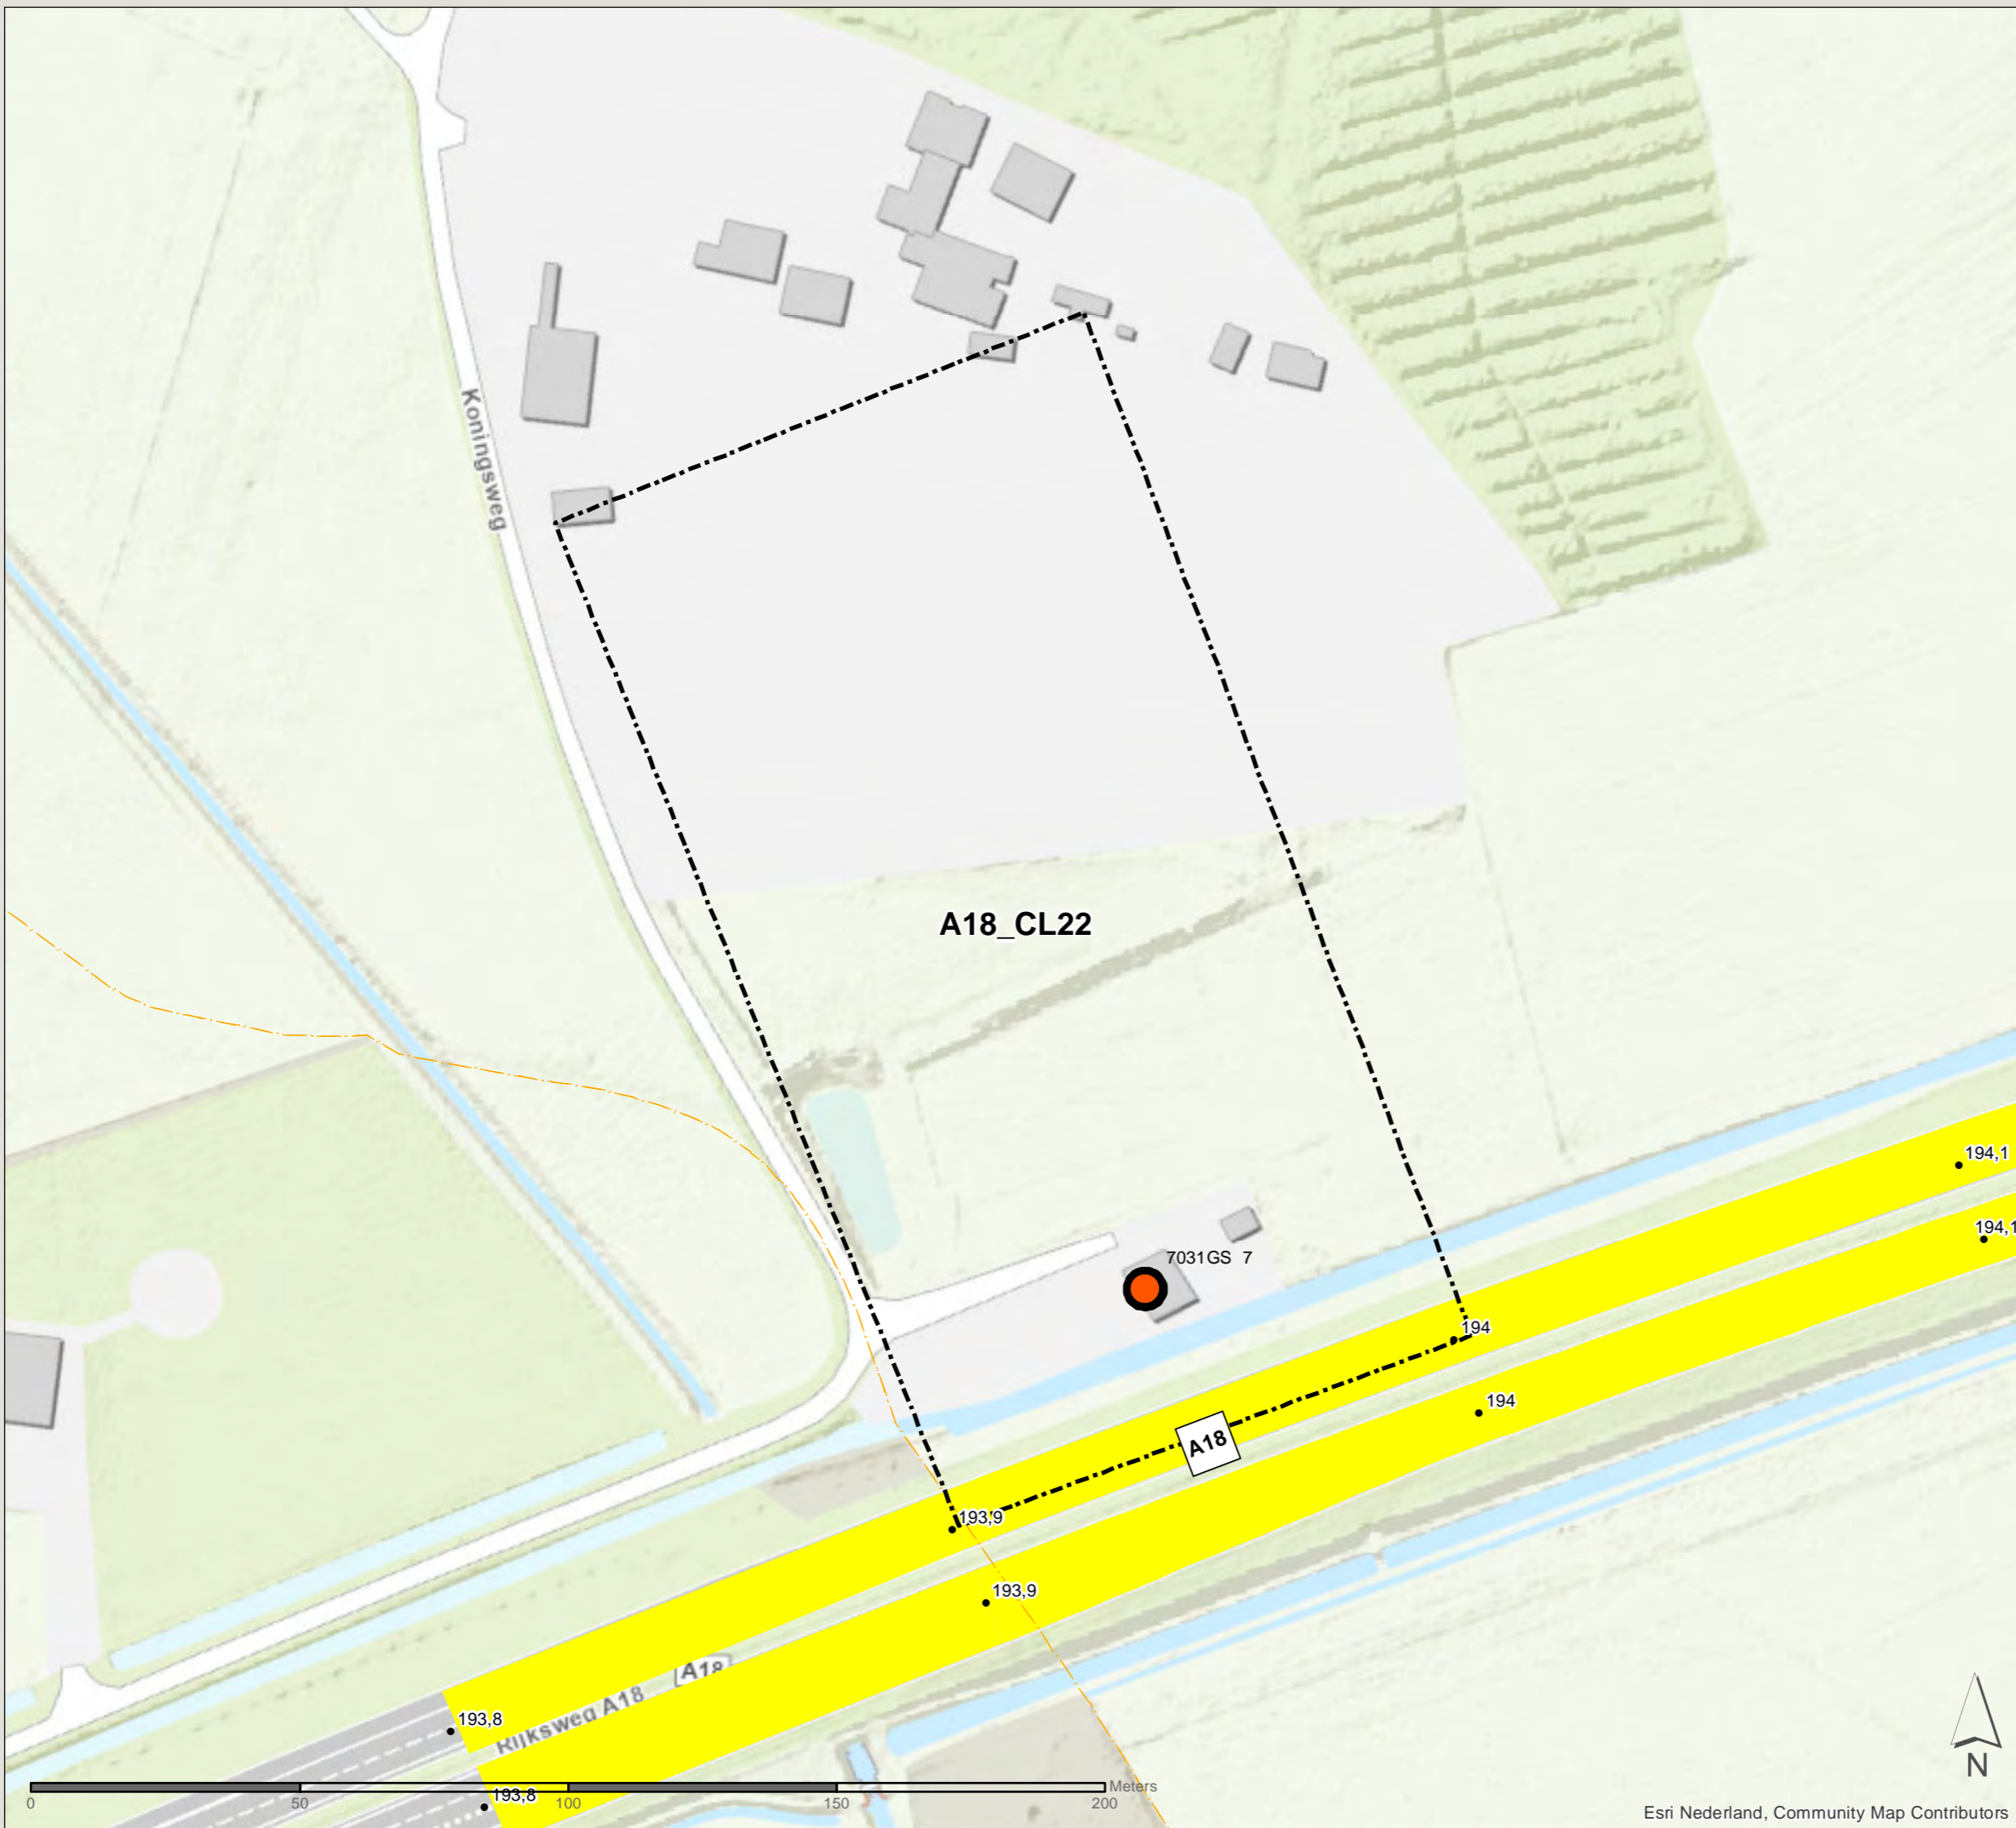 Koningsweg
A18_CL22
194,1
194,1
7031GS 7
194
194
A18
193,9
193,9
A18
Rijksweg A18
193,8
193,8
Meters
0 50 100 150 200
N
Esri Nederland, Community Map Contributors